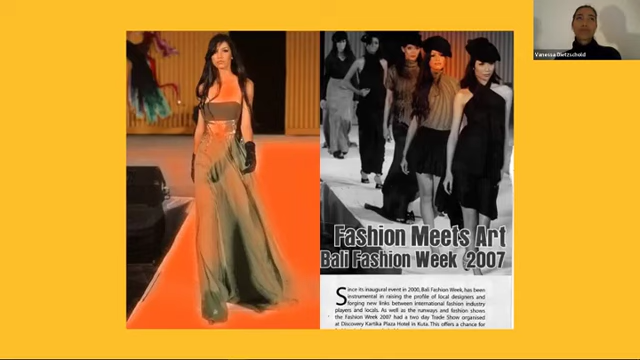 Vanessa Dietzschold
Fashion Meets Art
Bali Fashion Week 2007
Since its inaugural event in 2000, Bali Fashion Week, has been
instrumental in raising the profile of local designers and
forging new links between international fashion industry
players and locals. As well as the runways and fashion shows
the Fashion Week 2007 had a two day Trade Show organised
at Discovery Kartika Plaza Hotel in Kuta. This offers a chance for